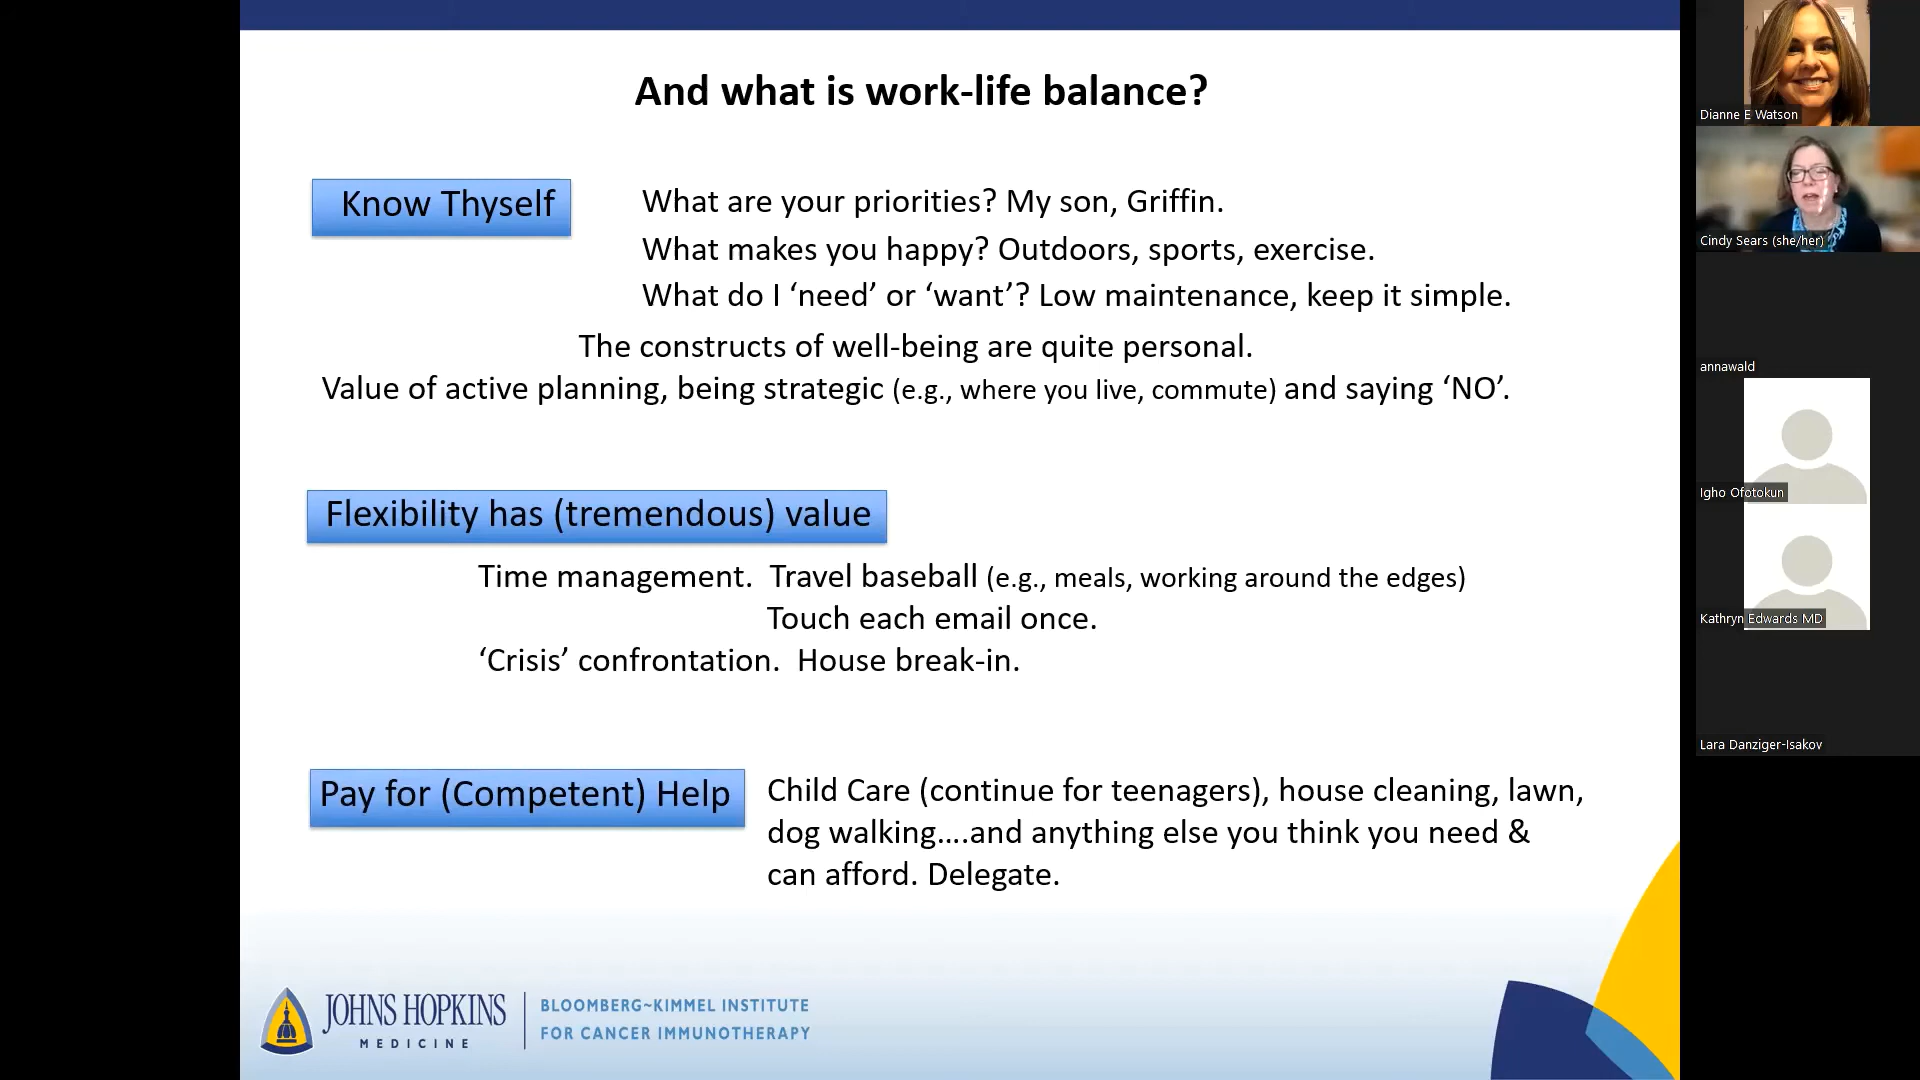 And what is work-life balance?
Know Thyself
What are your priorities? My son, Griffin.
What makes you happy? Outdoors, sports, exercise.
What do I ‘need’ or ‘want’? Low maintenance, keep it simple.
The constructs of well-being are quite personal.
Value of active planning, being strategic (e.g., where you live, commute) and saying ‘NO’.
Flexibility has (tremendous) value
Time management. Travel baseball (e.g., meals, working around the edges)
Touch each email once.
‘Crisis’ confrontation. House break-in.
Pay for (Competent) Help
Child Care (continue for teenagers), house cleaning, lawn,
dog walking....and anything else you think you need &
can afford. Delegate.
JOHNS HOPKINS
MEDICINE
BLOOMBERG~KIMMEL INSTITUTE
FOR CANCER IMMUNOTHERAPY
Dianne E Watson
Cindy Sears (she/her)
annawald
Igho Ofotokun
Kathryn Edwards MD
Lara Danziger-Isakov